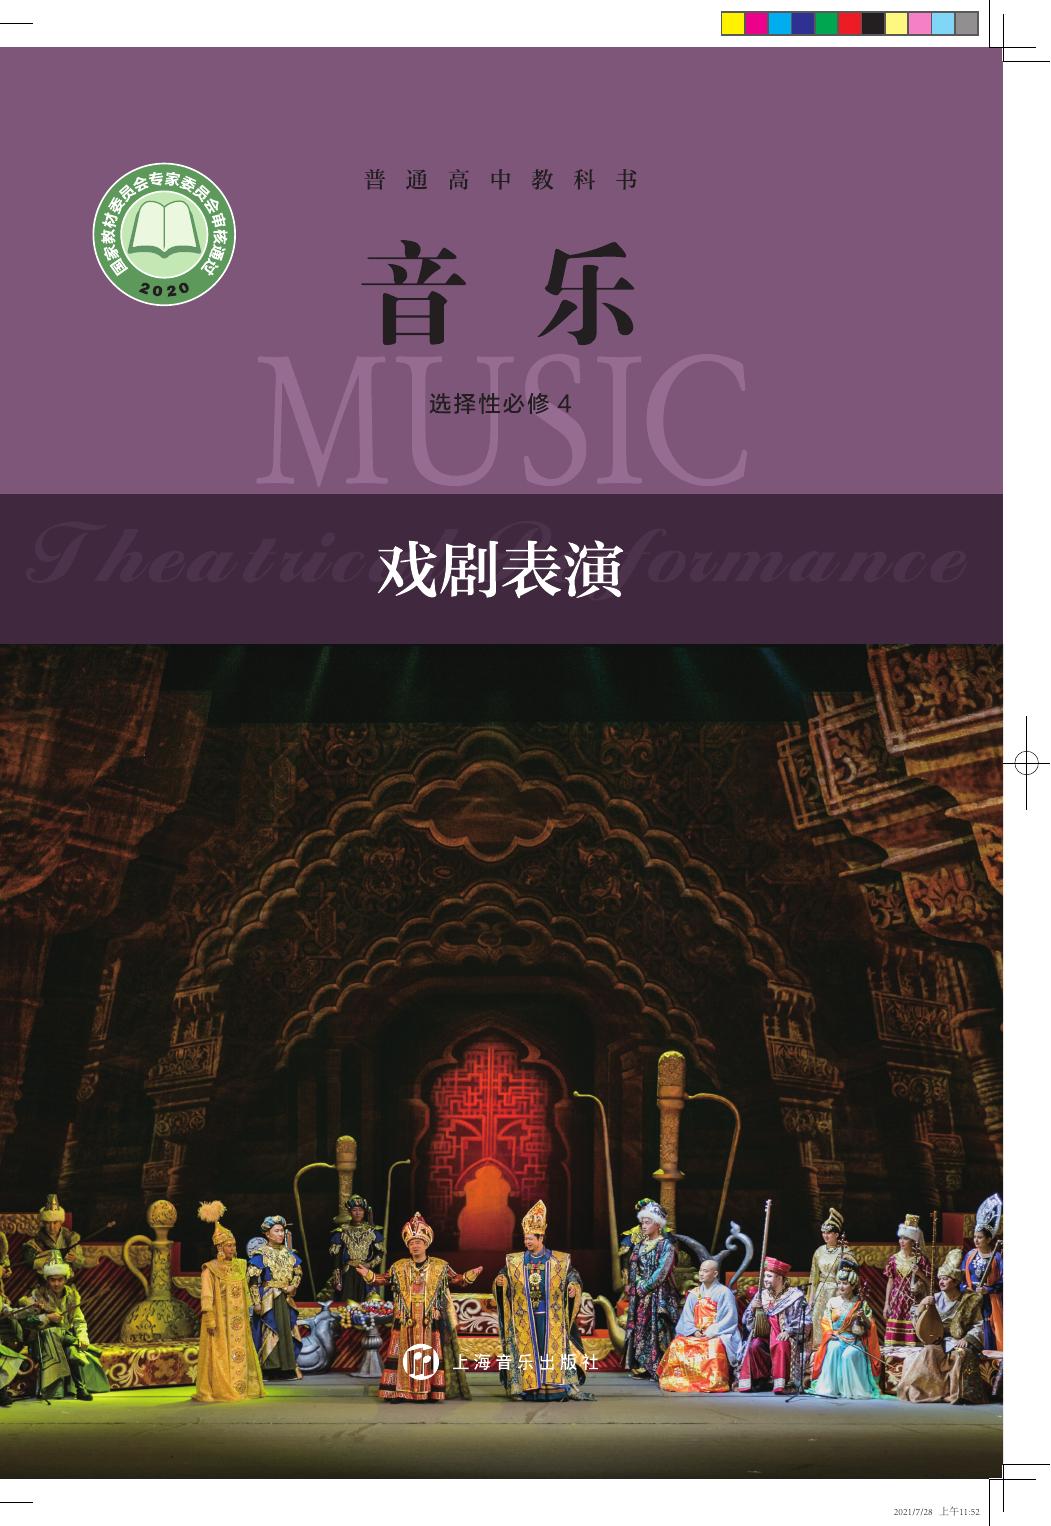 普通高中教科书
国家教材委员会专家委员会审核通过
2020
音乐
MUSIC
选择性必修 4
Theatrical Performance
戏剧表演
上海音乐出版社
2021/7/28 上午11:52